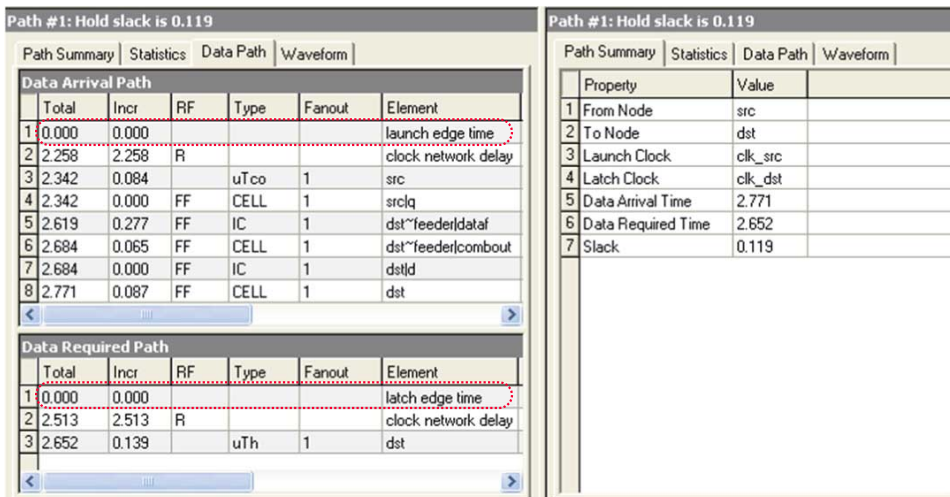 Path #1: Hold slack is 0.119
Path Summary Statistics Data Path Waveform
Data Arrival Path
Total Incr RF Type Fanout Element
1 0.000 0.000 launch edge time
2 2.258 2.258 R clock network delay
3 2.342 0.084 uTco 1 src
4 2.342 0.000 FF CELL 1 src|q
5 2.619 0.277 FF IC 1 dst~feeder|dataf
6 2.684 0.065 FF CELL 1 dst~feeder|combout
7 2.684 0.000 FF IC 1 dst|d
8 2.771 0.087 FF CELL 1 dst
Data Required Path
Total Incr RF Type Fanout Element
1 0.000 0.000 latch edge time
2 2.513 2.513 R clock network delay
3 2.652 0.139 uTh 1 dst
Path #1: Hold slack is 0.119
Path Summary Statistics Data Path Waveform
Property Value
1 From Node src
2 To Node dst
3 Launch Clock clk_src
4 Latch Clock clk_dst
5 Data Arrival Time 2.771
6 Data Required Time 2.652
7 Slack 0.119